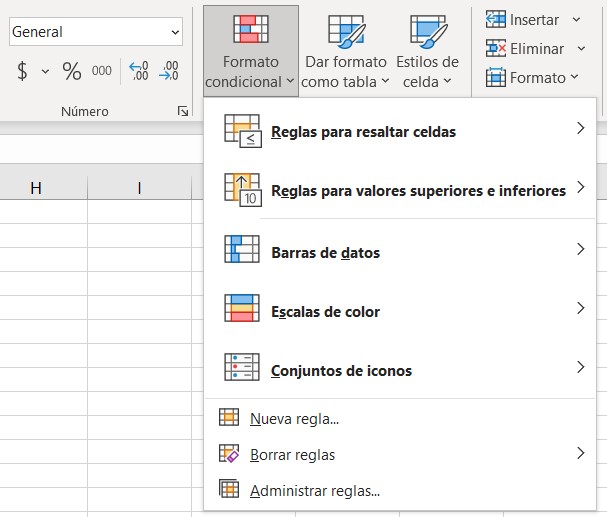 General
$ % 000 ←0 .00 .00 →0
Número
Formato
condicional
Dar formato
como tabla
Estilos de
celda
Insertar
Eliminar
Formato
H I
≤
Reglas para resaltar celdas
10
Reglas para valores superiores e inferiores
Barras de datos
Escalas de color
Conjuntos de iconos
Nueva regla...
Borrar reglas
Administrar reglas...